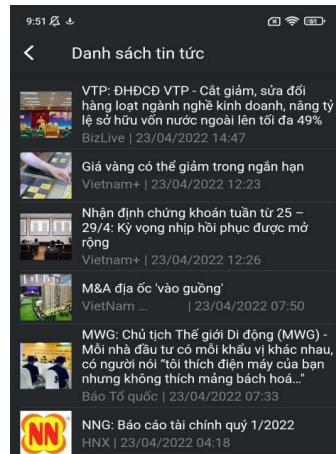 9:51
Danh sách tin tức
VTP: ĐHĐCĐ VTP - Cắt giảm, sửa đổi
hàng loạt ngành nghề kinh doanh, nâng tỷ
lệ sở hữu vốn nước ngoài lên tối đa 49%
BizLive | 23/04/2022 14:47
Giá vàng có thể giảm trong ngắn hạn
Vietnam+ | 23/04/2022 12:23
Nhận định chứng khoán tuần từ 25 –
29/4: Kỳ vọng nhịp hồi phục được mở
rộng
Vietnam+ | 23/04/2022 12:26
M&A địa ốc 'vào guồng'
VietNam ... | 23/04/2022 07:50
MWG: Chủ tịch Thế giới Di động (MWG) -
Mỗi nhà đầu tư có mỗi khẩu vị khác nhau,
có người nói “tôi thích điện máy của bạn
nhưng không thích mảng bách hoá..."
Báo Tổ quốc | 23/04/2022 07:33
NN
NNG: Báo cáo tài chính quý 1/2022
HNX | 23/04/2022 04:18